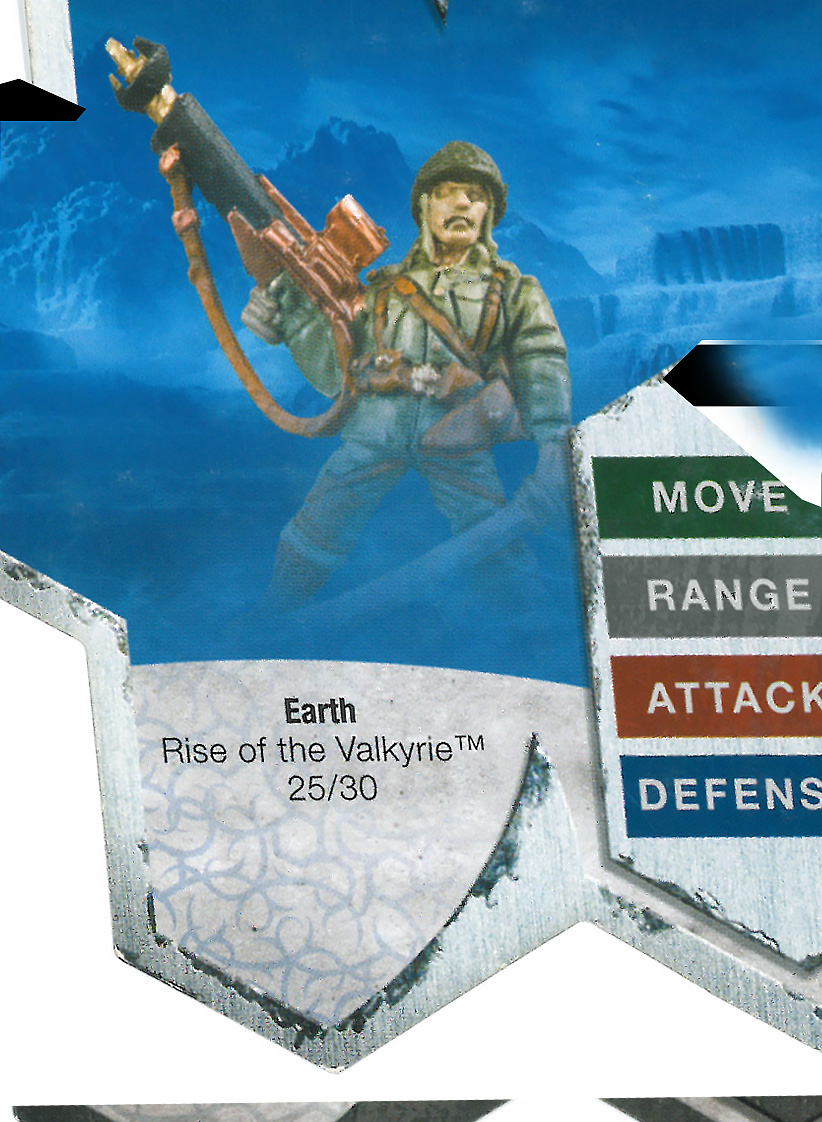 MOVE
RANGE
ATTACK
DEFENS
Earth
Rise of the Valkyrie™
25/30